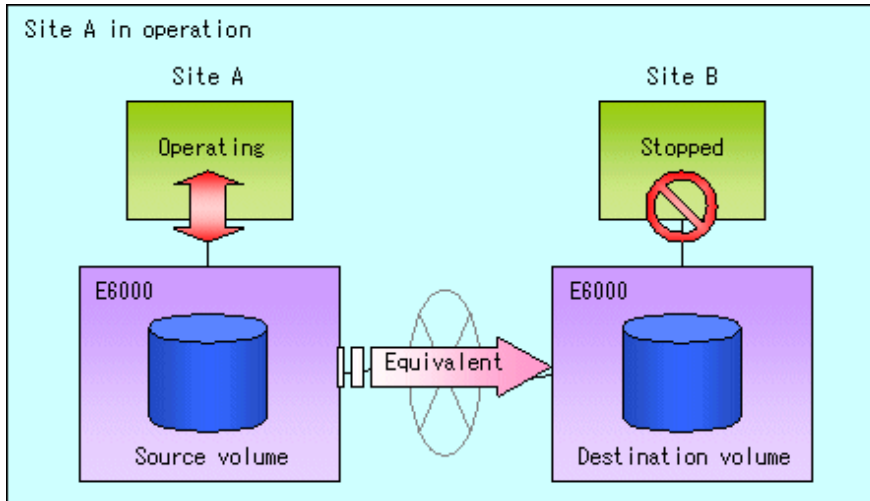 Site A in operation
Site A
Site B
Operating
Stopped
E6000
E6000
Equivalent
Source volume
Destination volume